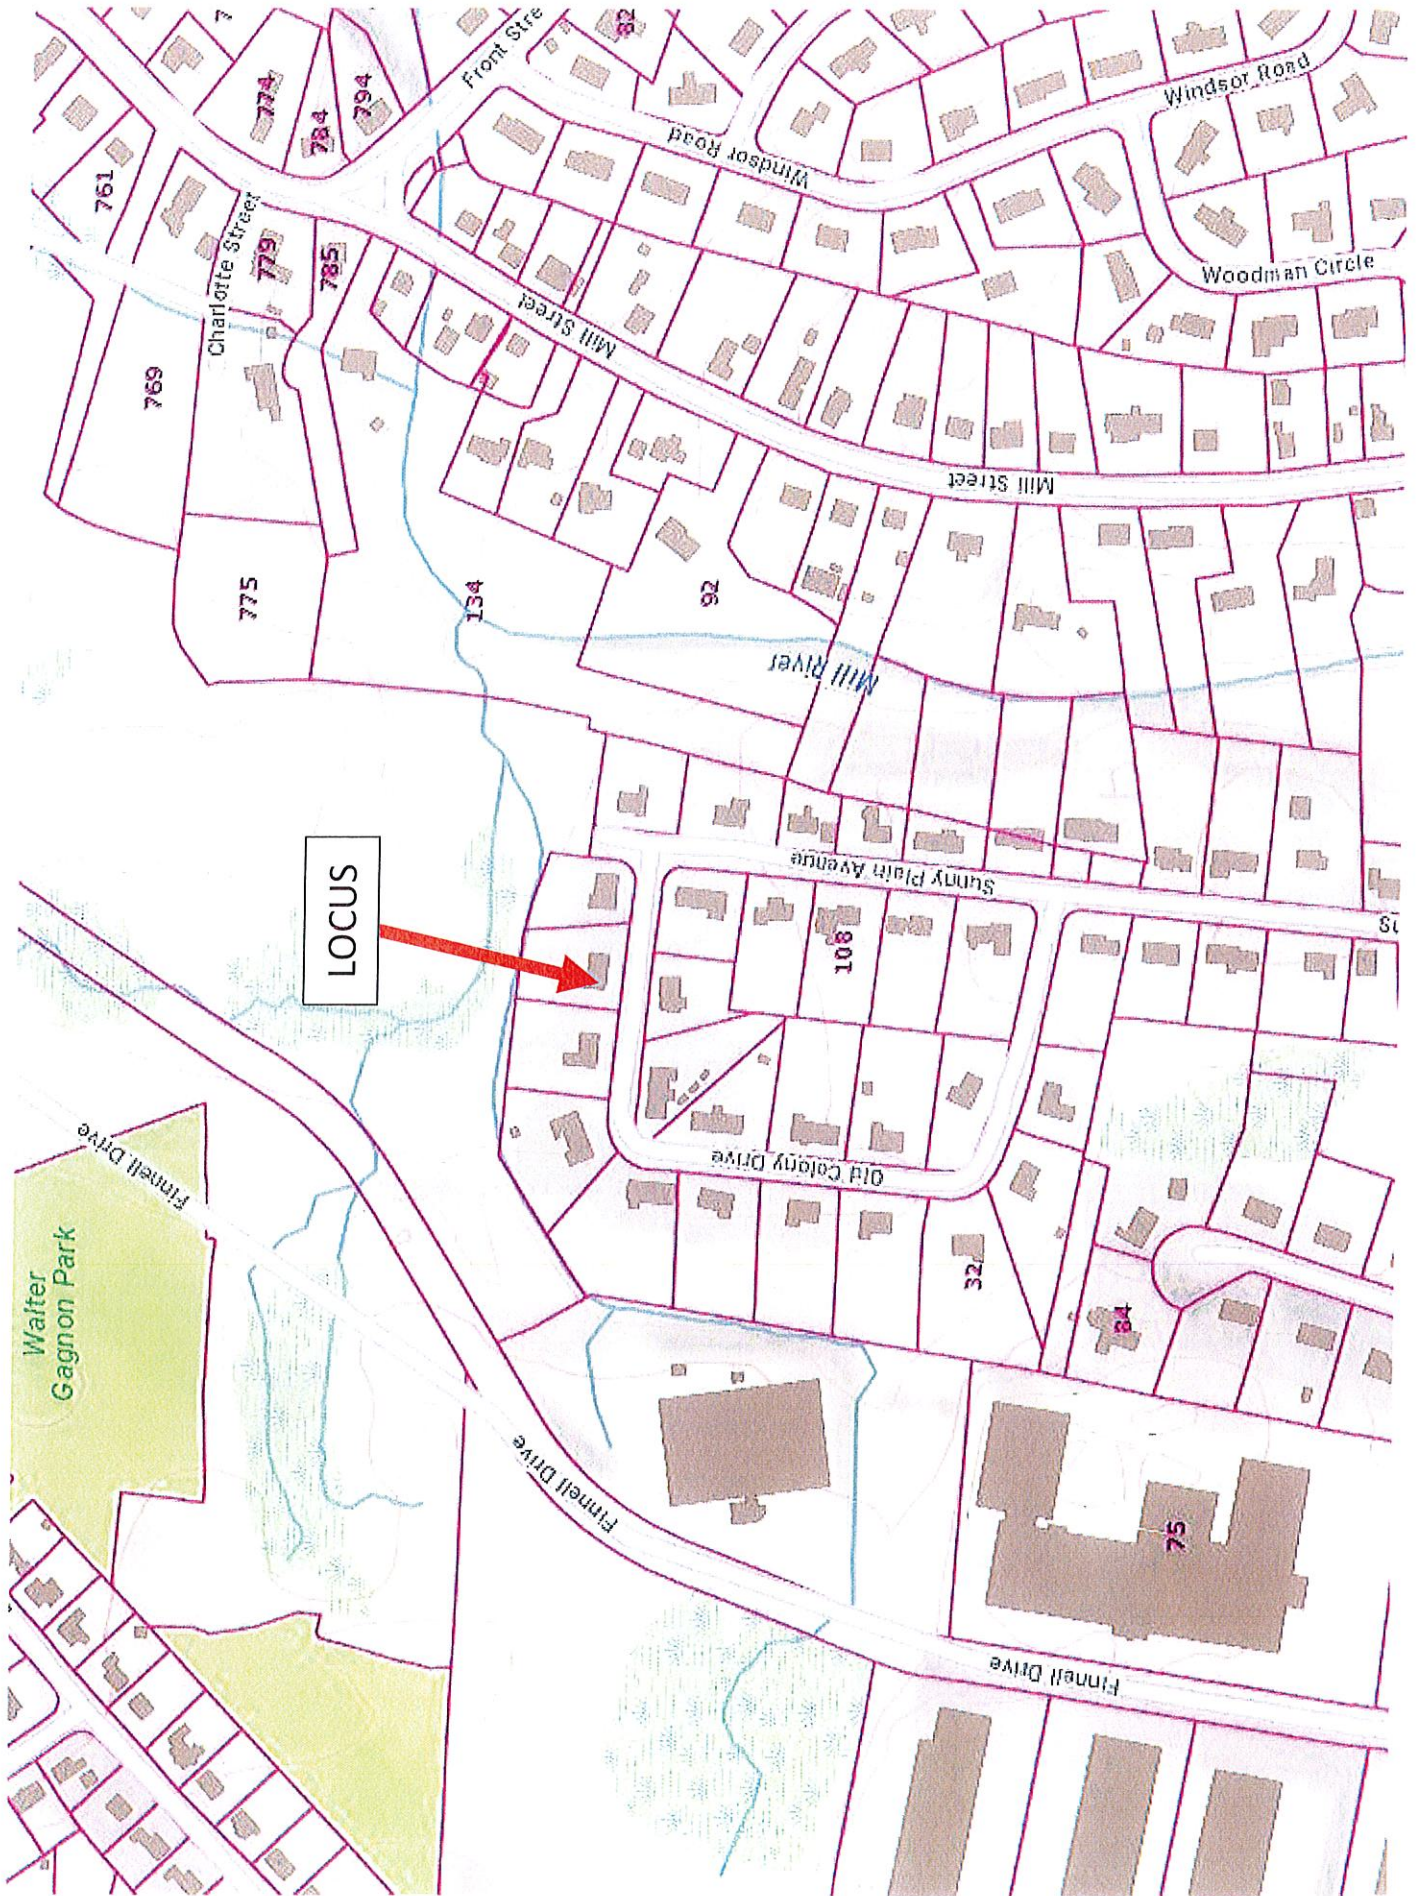 Front Stre
82
774
784
794
761
Charlotte Street
779
785
769
775
134
92
Windsor Road
Windsor Road
Woodman Circle
Mill Street
Mill Street
Mill River
LOCUS
Sunny Plain Avenue
108
Old Colony Drive
32
84
75
Finnell Drive
Finnell Drive
Finnell Drive
Walter
Gagnon Park